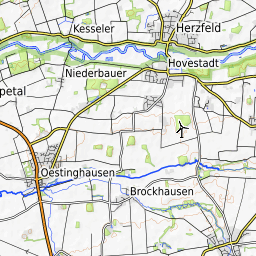 Kesseler
Herzfeld
Hovestadt
Niederbauer
petal
Oestinghausen
Brockhausen